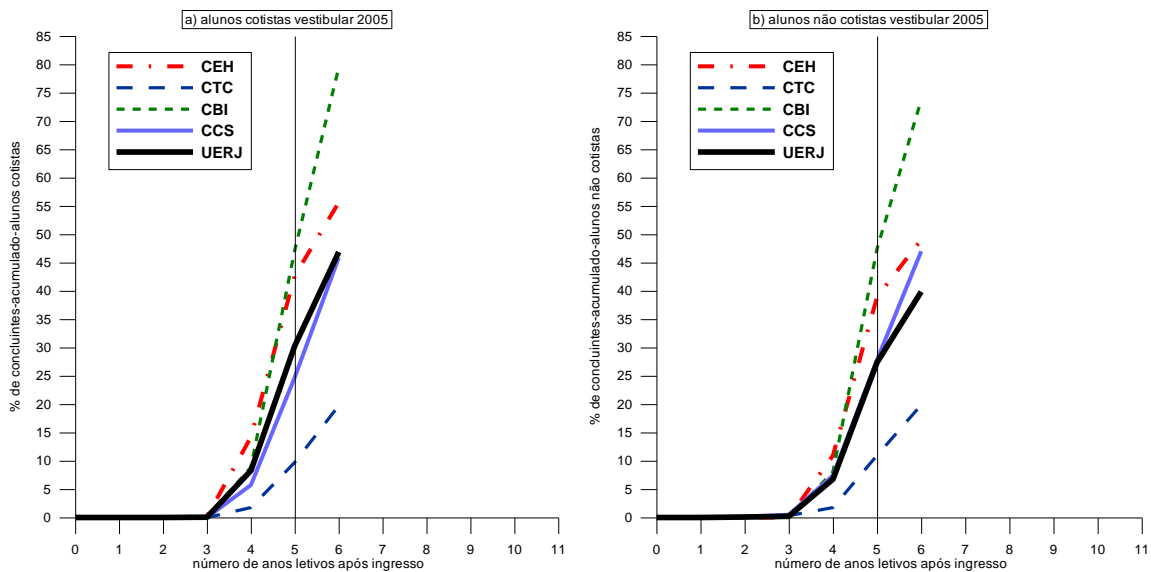 a) alunos cotistas vestibular 2005
85
80
75
70
65
60
55
50
45
40
35
30
25
20
15
10
5
0
% de concluintes-acumulado-alunos cotistas
CEH
CTC
CBI
CCS
UERJ
0 1 2 3 4 5 6 7 8 9 10 11
número de anos letivos após ingresso
b) alunos não cotistas vestibular 2005
85
80
75
70
65
60
55
50
45
40
35
30
25
20
15
10
5
0
% de concluintes-acumulado-alunos não cotistas
CEH
CTC
CBI
CCS
UERJ
0 1 2 3 4 5 6 7 8 9 10 11
número de anos letivos após ingresso